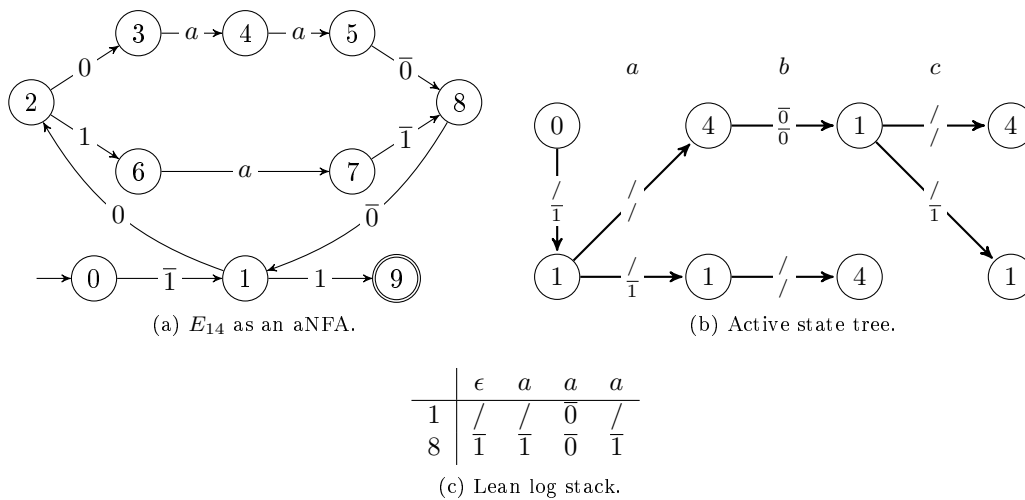 3 a 4 a 5
0 0̅
2 8
1 1̅
6 a 7
0 0̅
0 1̅ 1 1 9
(a) E₁₄ as an aNFA.
a b c
0 4 0̅ 1 / 4
0 /
/ / /
1̅ / 1̅
1 / 1 / 4 1
1̅ /
(b) Active state tree.
ϵ a a a
1 / / 0̅ /
8 1̅ 1̅ 0̅ 1̅
(c) Lean log stack.